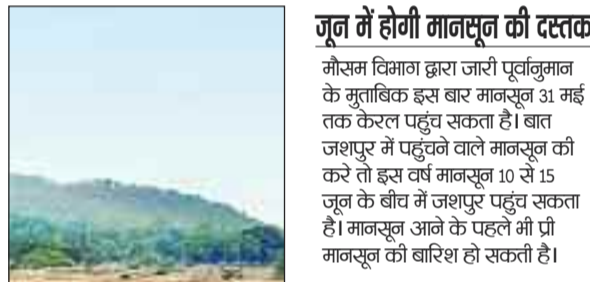 जून में होगी मानसून की दस्तक
मौसम विभाग द्वारा जारी पूर्वानुमान
के मुताबिक इस बार मानसून 31 मई
तक केरल पहुंच सकता है। बात
जशपुर में पहुंचने वाले मानसून की
करे तो इस वर्ष मानसून 10 से 15
जून के बीच में जशपुर पहुंच सकता
है। मानसून आने के पहले भी प्री
मानसून की बारिश हो सकती है।